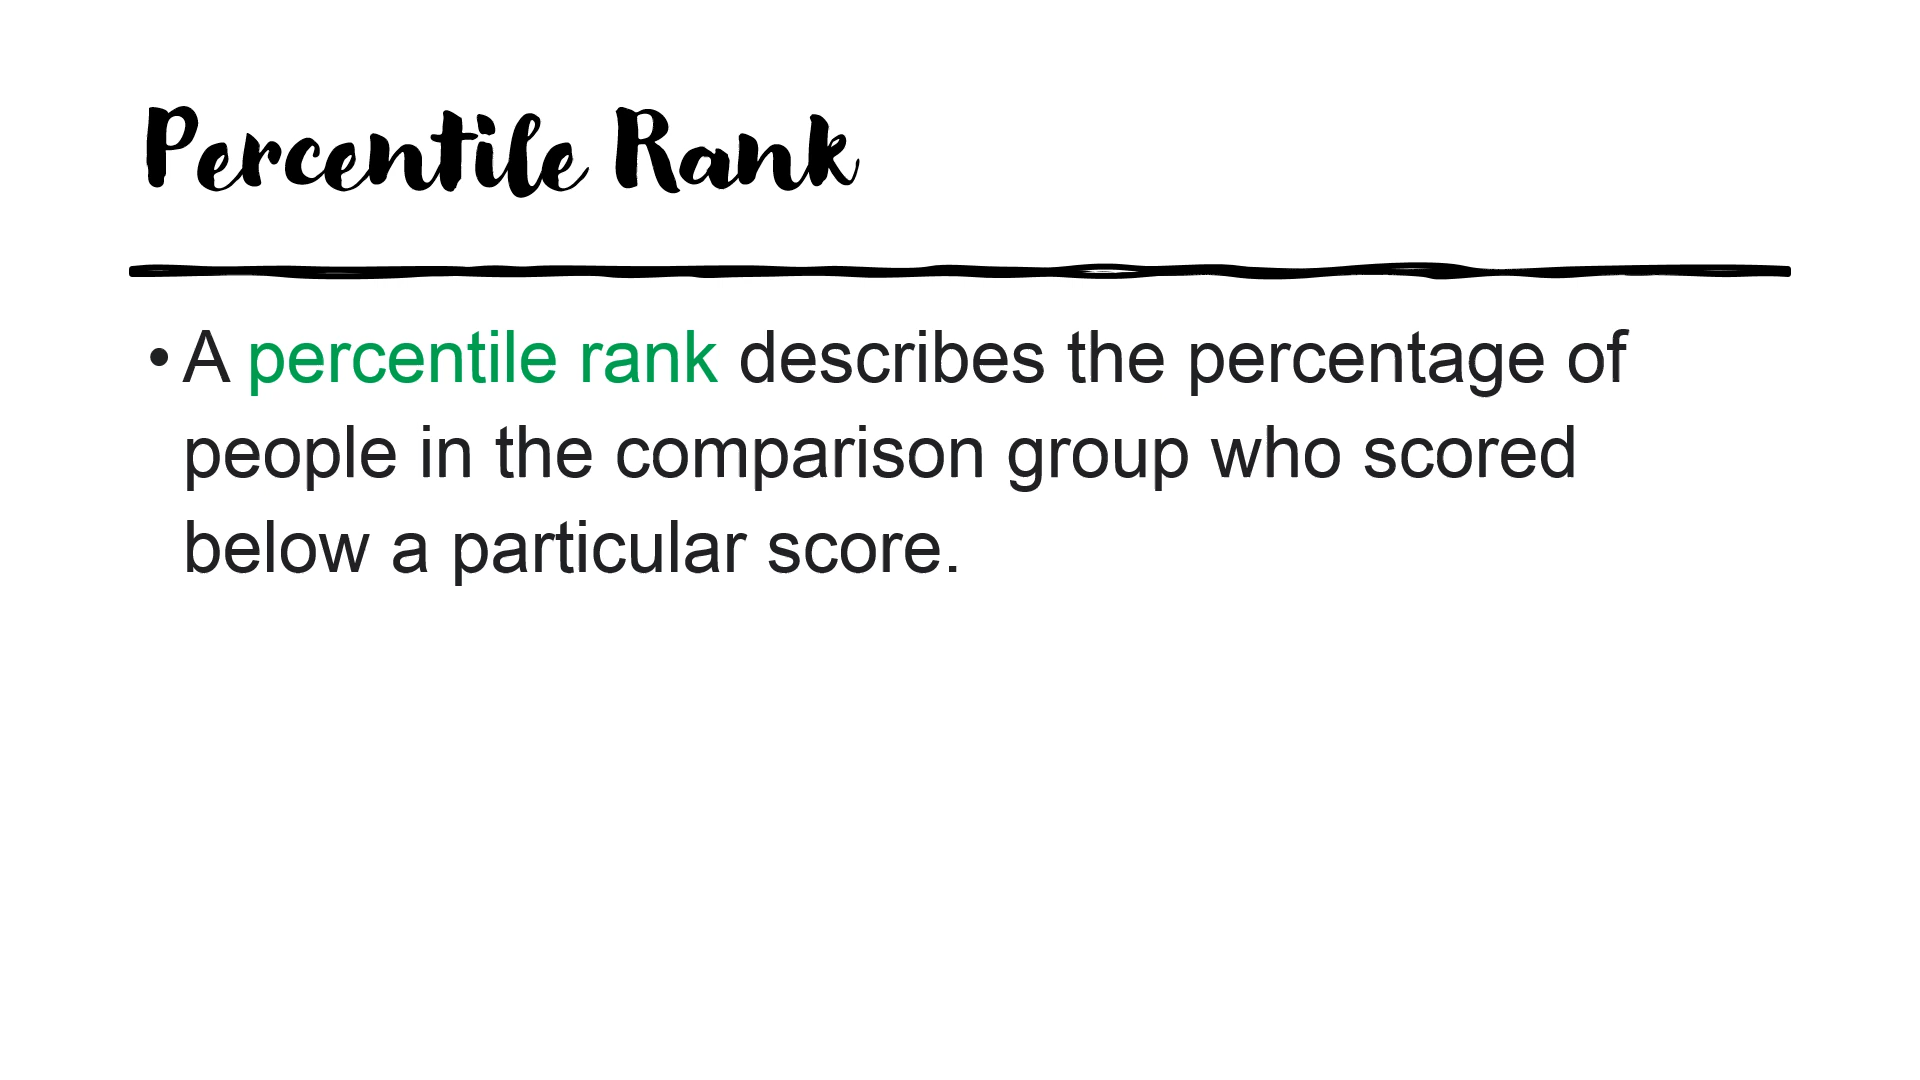 Percentile Rank
• A percentile rank describes the percentage of
people in the comparison group who scored
below a particular score.